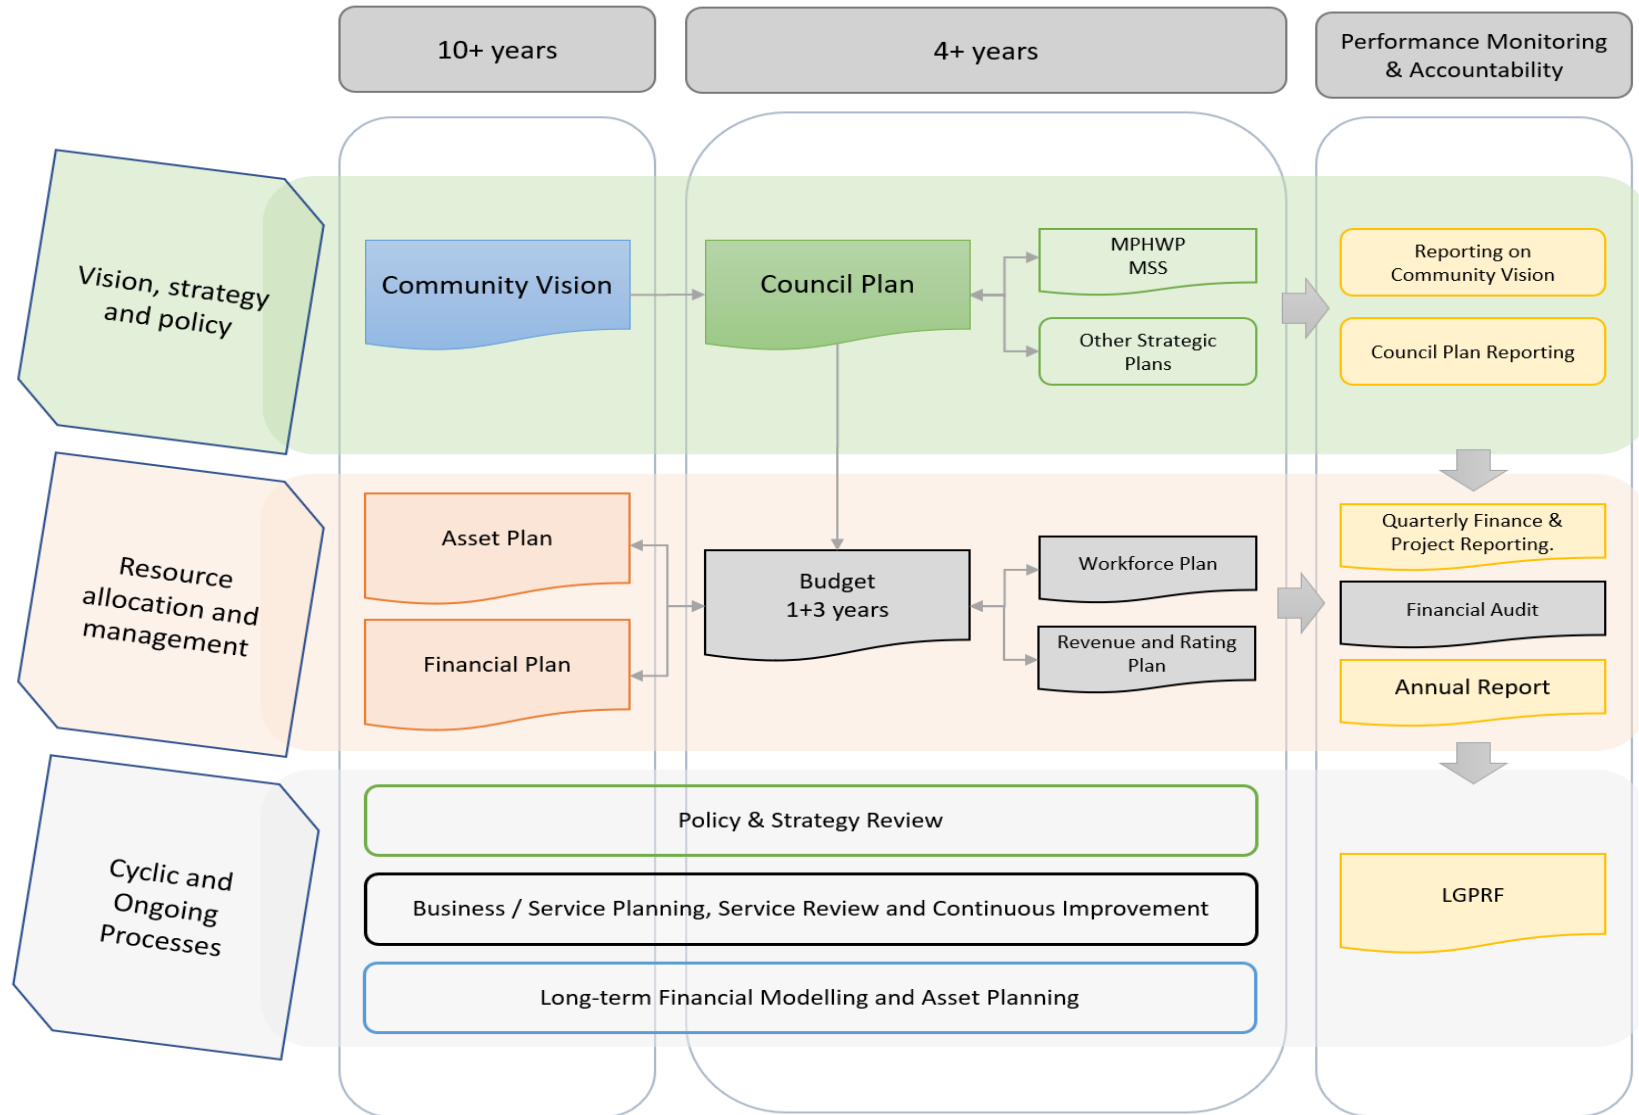 10+ years
4+ years
Performance Monitoring
& Accountability
Vision, strategy
and policy
Community Vision
Council Plan
MPHWP
MSS
Other Strategic
Plans
Reporting on
Community Vision
Council Plan Reporting
Resource
allocation and
management
Asset Plan
Financial Plan
Budget
1+3 years
Workforce Plan
Revenue and Rating
Plan
Quarterly Finance &
Project Reporting.
Financial Audit
Annual Report
Cyclic and
Ongoing
Processes
Policy & Strategy Review
Business / Service Planning, Service Review and Continuous Improvement
Long-term Financial Modelling and Asset Planning
LGPRF